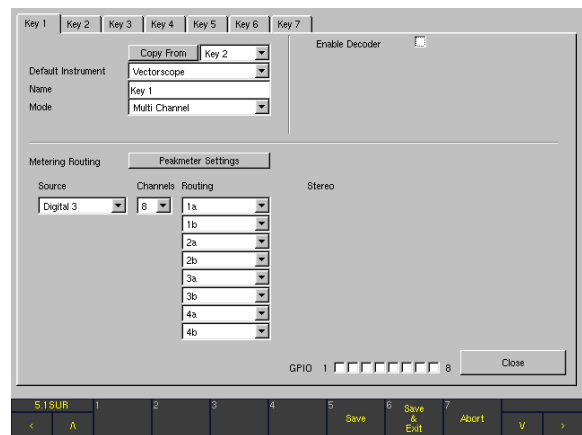 Key 1 Key 2 Key 3 Key 4 Key 5 Key 6 Key 7
Copy From Key 2 Enable Decoder
Default Instrument Vectorscope
Name Key 1
Mode Multi Channel
Metering Routing Peakmeter Settings
Source Channels Routing Stereo
Digital 3 8 1a
1b
2a
2b
3a
3b
4a
4b
GPIO 1 8 Close
5.1SUR 1 2 3 4 5 Save 6 Save & Exit 7 Abort
< Λ V >